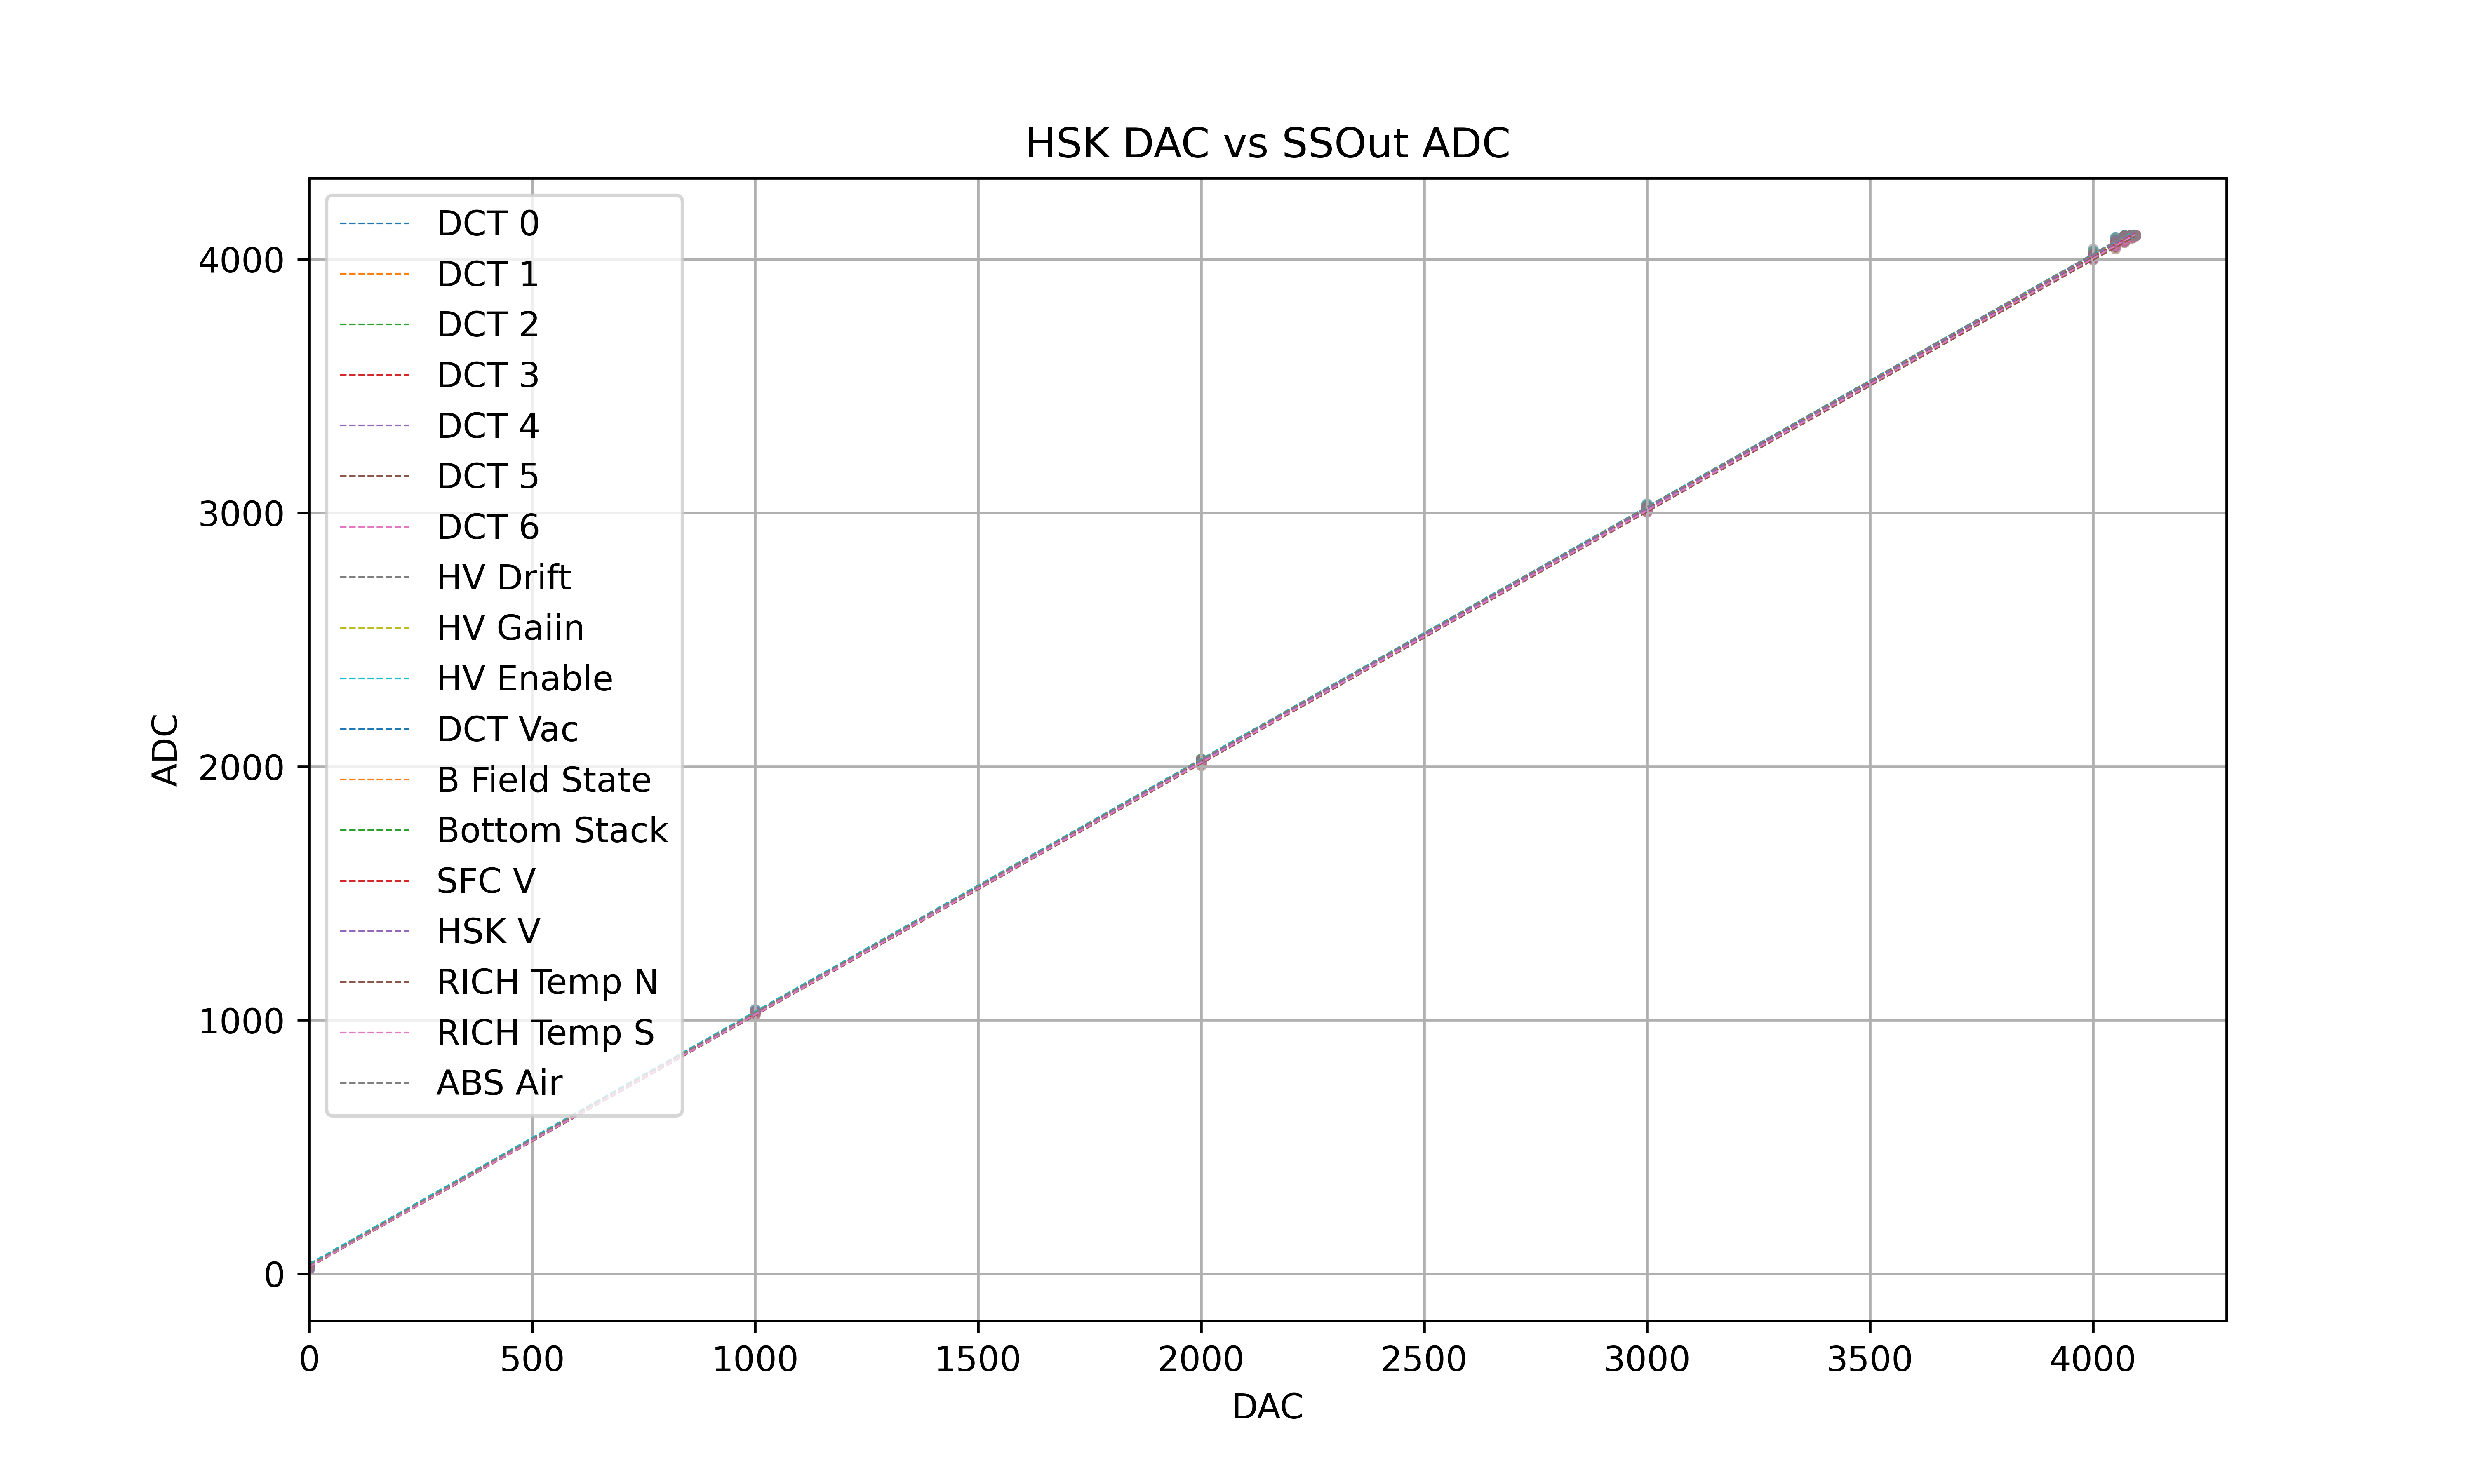 HSK DAC vs SSOut ADC
DCT 0
DCT 1
DCT 2
DCT 3
DCT 4
DCT 5
DCT 6
HV Drift
HV Gaiin
HV Enable
DCT Vac
B Field State
Bottom Stack
SFC V
HSK V
RICH Temp N
RICH Temp S
ABS Air
4000
3000
2000
1000
0
ADC
0 500 1000 1500 2000 2500 3000 3500 4000
DAC